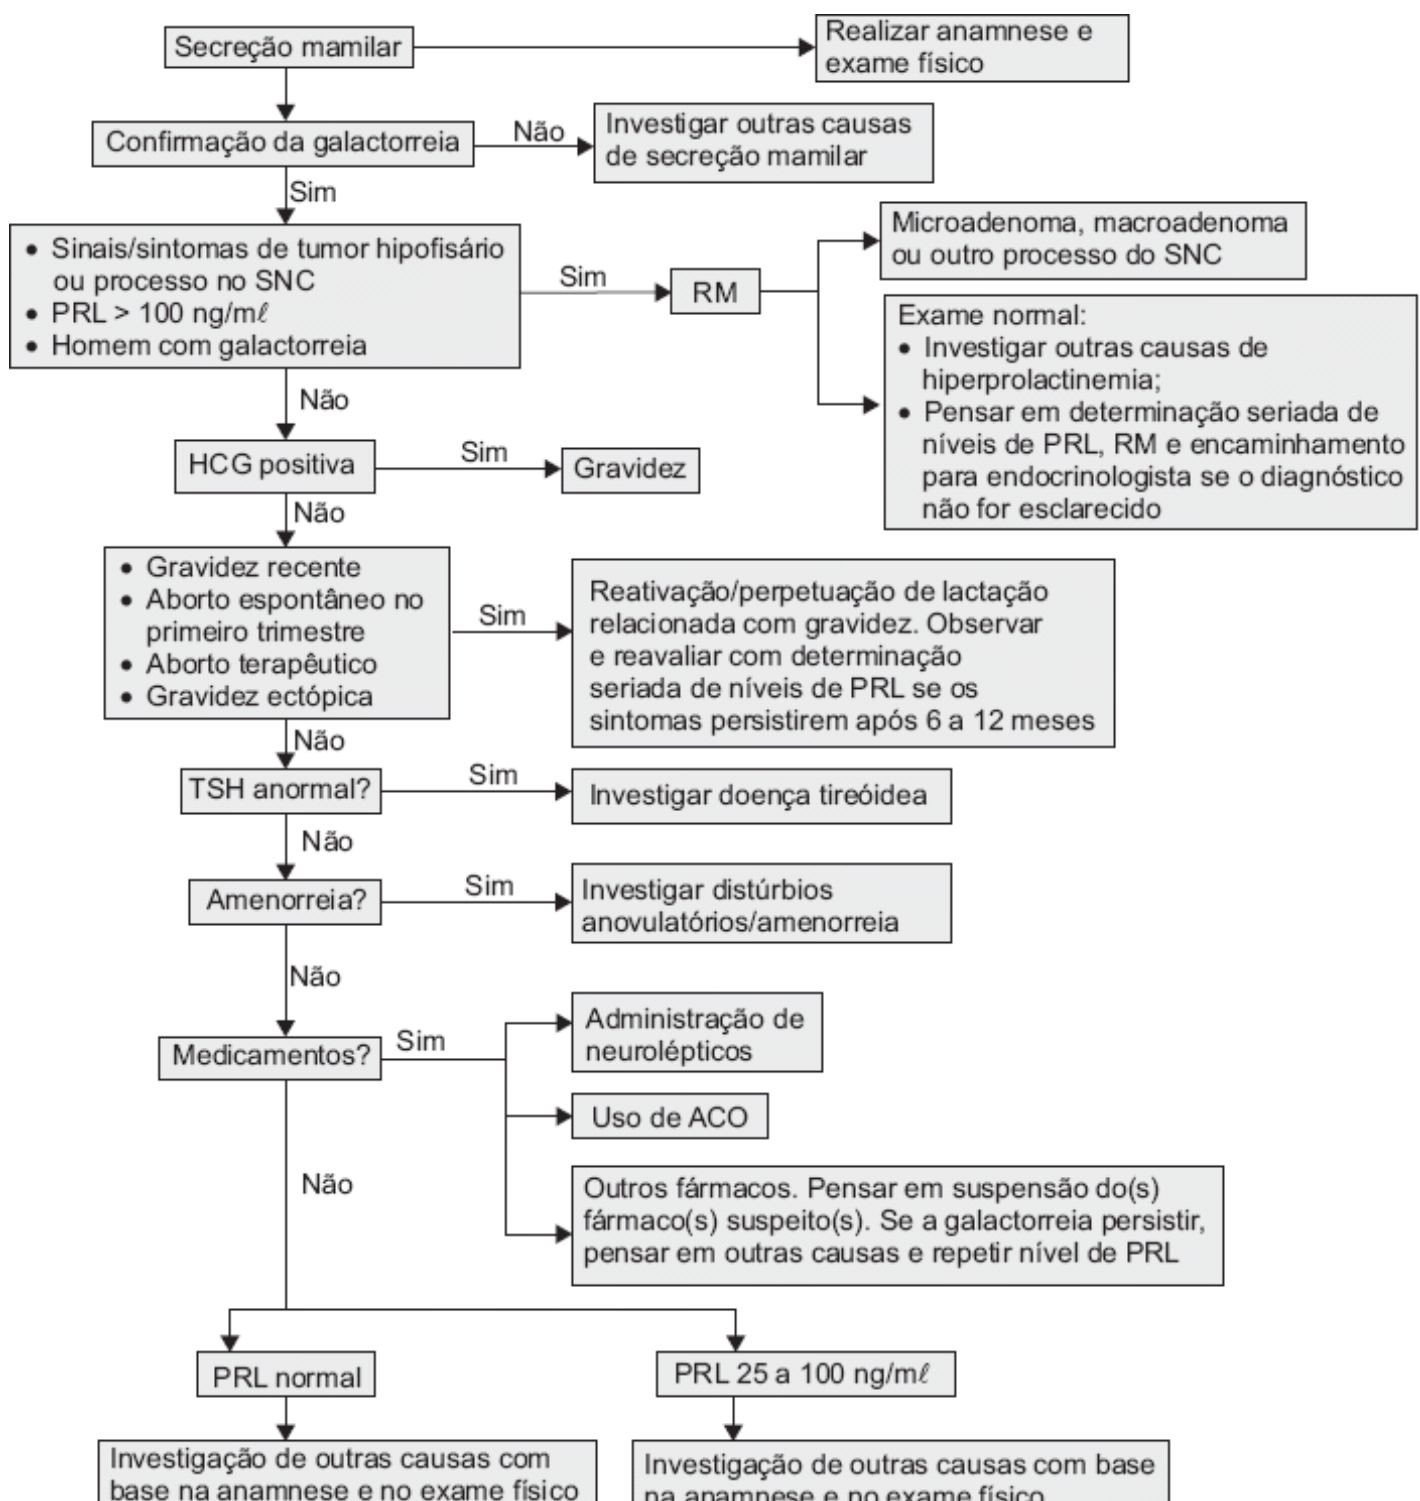 Secreção mamilar
Realizar anamnese e
exame físico
Confirmação da galactorreia
Não
Investigar outras causas
de secreção mamilar
Sim
• Sinais/sintomas de tumor hipofisário
ou processo no SNC
• PRL > 100 ng/mℓ
• Homem com galactorreia
Sim
RM
Microadenoma, macroadenoma
ou outro processo do SNC
Exame normal:
• Investigar outras causas de
hiperprolactinemia;
• Pensar em determinação seriada de
níveis de PRL, RM e encaminhamento
para endocrinologista se o diagnóstico
não for esclarecido
Não
HCG positiva
Sim
Gravidez
Não
• Gravidez recente
• Aborto espontâneo no
primeiro trimestre
• Aborto terapêutico
• Gravidez ectópica
Sim
Reativação/perpetuação de lactação
relacionada com gravidez. Observar
e reavaliar com determinação
seriada de níveis de PRL se os
sintomas persistirem após 6 a 12 meses
Não
TSH anormal?
Sim
Investigar doença tireóidea
Não
Amenorreia?
Sim
Investigar distúrbios
anovulatórios/amenorreia
Não
Medicamentos?
Sim
Administração de
neurolépticos
Uso de ACO
Outros fármacos. Pensar em suspensão do(s)
fármaco(s) suspeito(s). Se a galactorreia persistir,
pensar em outras causas e repetir nível de PRL
Não
PRL normal
PRL 25 a 100 ng/mℓ
Investigação de outras causas com
base na anamnese e no exame físico
Investigação de outras causas com base
na anamnese e no exame físico